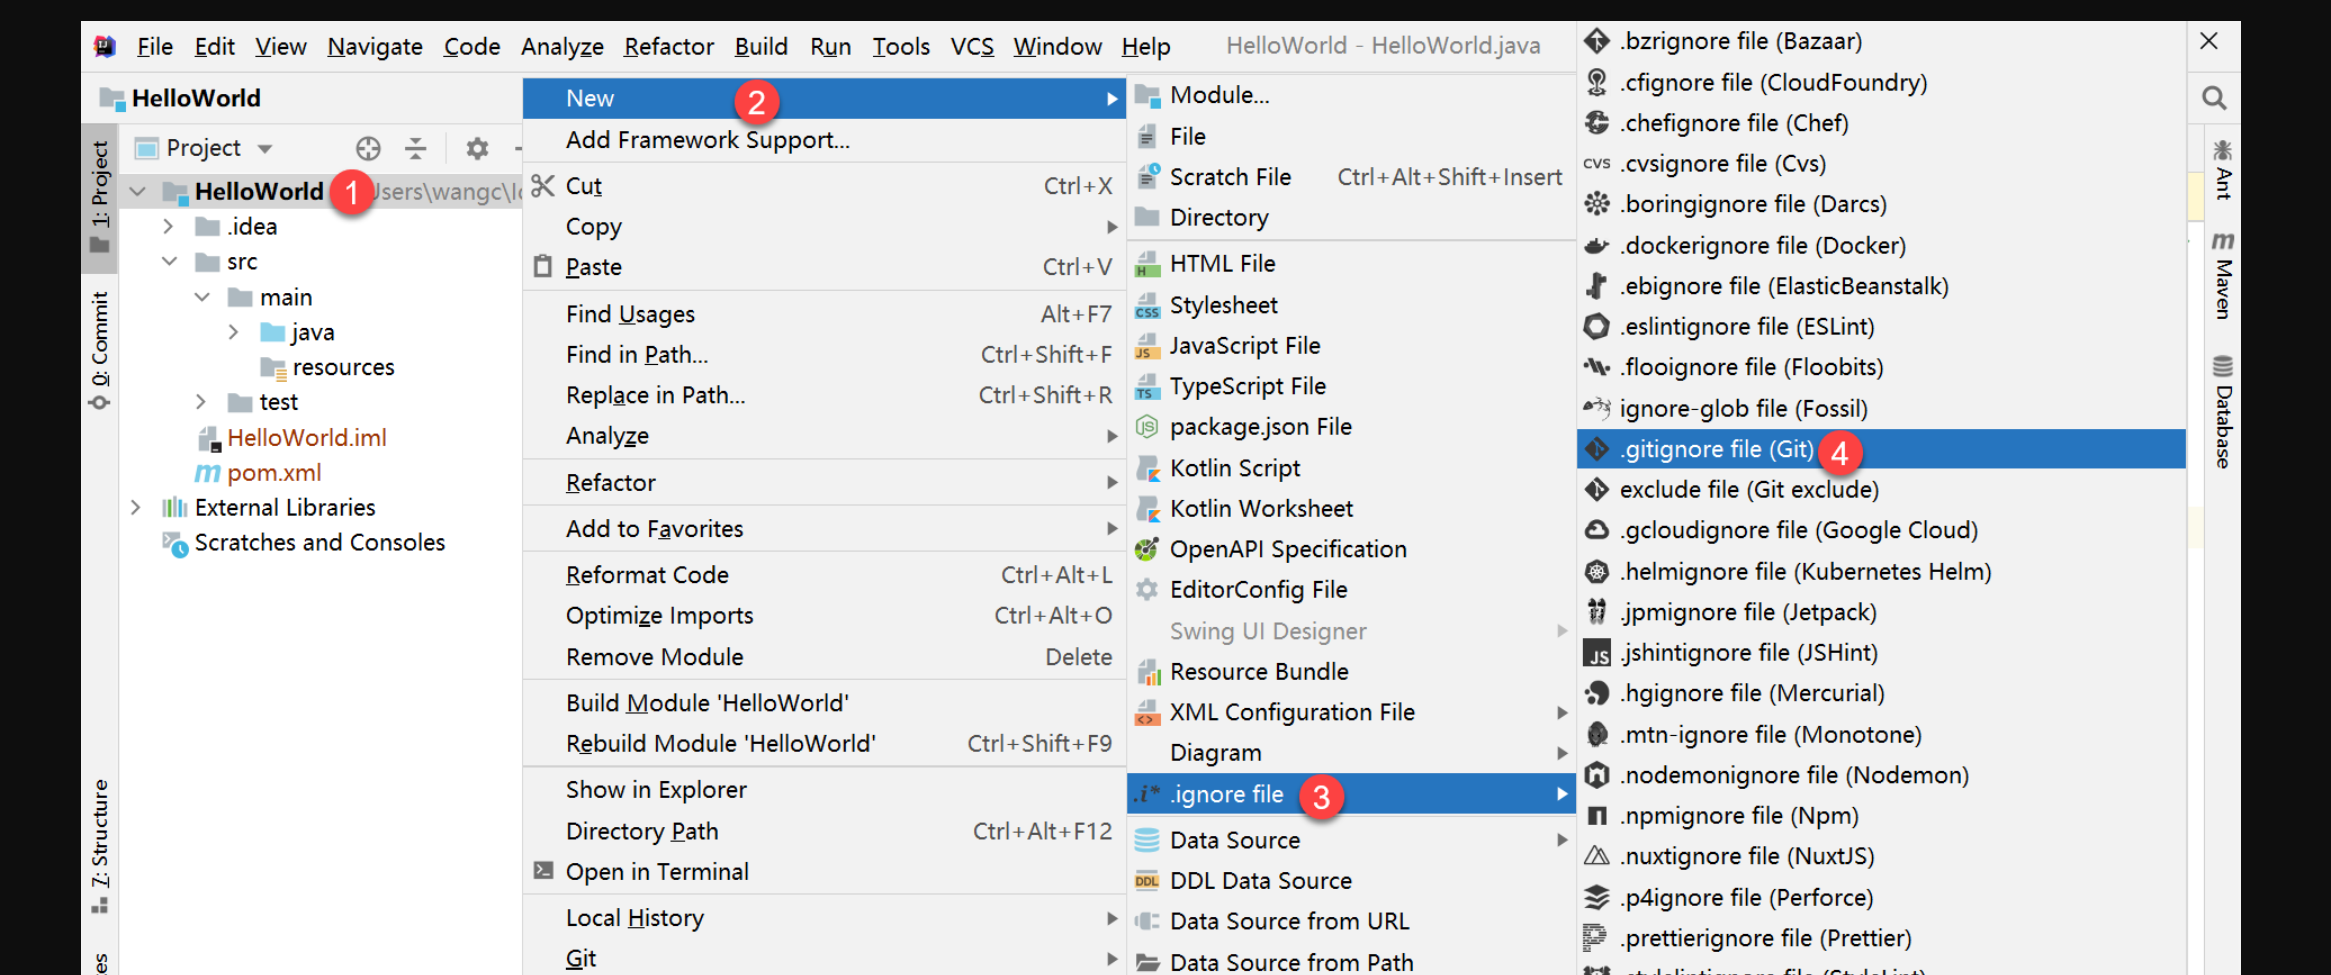 File Edit View Navigate Code Analyze Refactor Build Run Tools VCS Window Help HelloWorld - HelloWorld.java
HelloWorld
Project
1: Project
0: Commit
7: Structure
HelloWorld 1 Users\wangc\
.idea
src
main
java
resources
test
HelloWorld.iml
pom.xml
External Libraries
Scratches and Consoles
New 2
Add Framework Support...
Cut Ctrl+X
Copy
Paste Ctrl+V
Find Usages Alt+F7
Find in Path... Ctrl+Shift+F
Replace in Path... Ctrl+Shift+R
Analyze
Refactor
Add to Favorites
Reformat Code Ctrl+Alt+L
Optimize Imports Ctrl+Alt+O
Remove Module Delete
Build Module 'HelloWorld'
Rebuild Module 'HelloWorld' Ctrl+Shift+F9
Show in Explorer
Directory Path Ctrl+Alt+F12
Open in Terminal
Local History
Git
Module...
File
Scratch File Ctrl+Alt+Shift+Insert
Directory
HTML File
Stylesheet
JavaScript File
TypeScript File
package.json File
Kotlin Script
Kotlin Worksheet
OpenAPI Specification
EditorConfig File
Swing UI Designer
Resource Bundle
XML Configuration File
Diagram
.i* .ignore file 3
Data Source
DDL Data Source
Data Source from URL
Data Source from Path
.bzrignore file (Bazaar)
.cfignore file (CloudFoundry)
.chefignore file (Chef)
CVS .cvsignore file (Cvs)
.boringignore file (Darcs)
.dockerignore file (Docker)
.ebignore file (ElasticBeanstalk)
.eslintignore file (ESLint)
.flooignore file (Floobits)
ignore-glob file (Fossil)
.gitignore file (Git) 4
exclude file (Git exclude)
.gcloudignore file (Google Cloud)
.helmignore file (Kubernetes Helm)
.jpmignore file (Jetpack)
JS .jshintignore file (JSHint)
.hgignore file (Mercurial)
.mtn-ignore file (Monotone)
.nodemonignore file (Nodemon)
.npmignore file (Npm)
.nuxtignore file (NuxtJS)
.p4ignore file (Perforce)
.prettierignore file (Prettier)
.stylelintignore file (StyleLint)
Ant
m Maven
Database